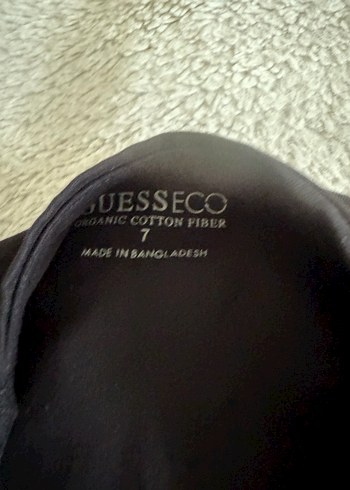 GUESSECO
ORGANIC COTTON FIBER
7
MADE IN BANGLADESH